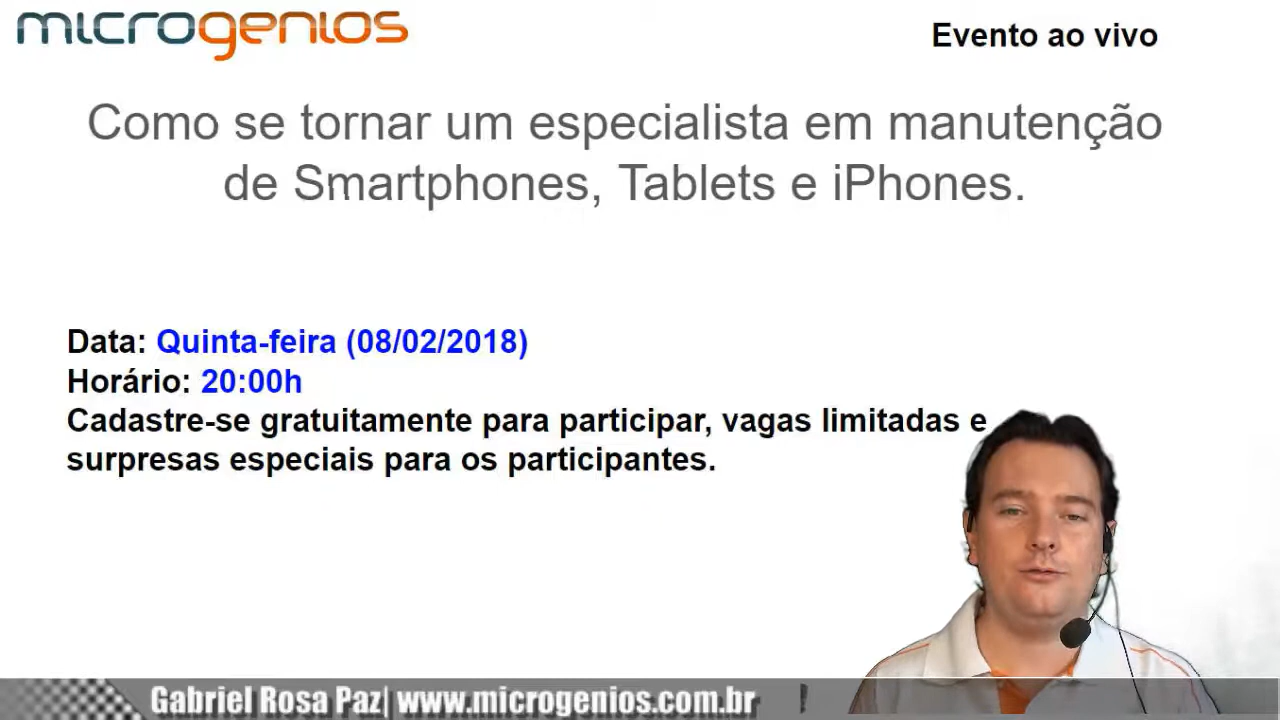 microgenios
Evento ao vivo
Como se tornar um especialista em manutenção
de Smartphones, Tablets e iPhones.
Data: Quinta-feira (08/02/2018)
Horário: 20:00h
Cadastre-se gratuitamente para participar, vagas limitadas e
surpresas especiais para os participantes.
Gabriel Rosa Paz| www.microgenios.com.br